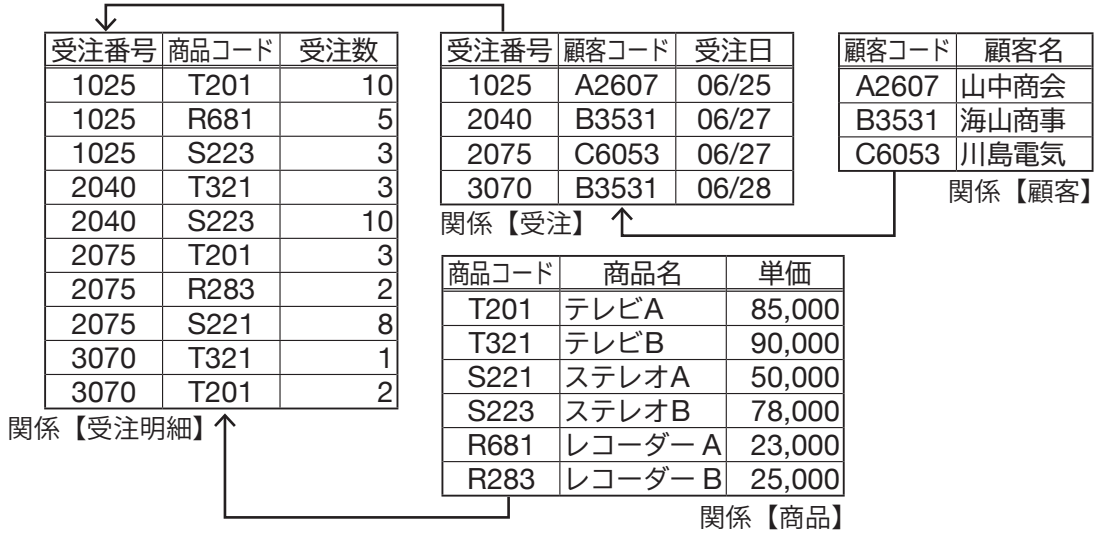 受注番号 商品コード 受注数
1025 T201 10
1025 R681 5
1025 S223 3
2040 T321 3
2040 S223 10
2075 T201 3
2075 R283 2
2075 S221 8
3070 T321 1
3070 T201 2
関係【受注明細】
受注番号 顧客コード 受注日
1025 A2607 06/25
2040 B3531 06/27
2075 C6053 06/27
3070 B3531 06/28
関係【受注】
顧客コード 顧客名
A2607 山中商会
B3531 海山商事
C6053 川島電気
関係【顧客】
商品コード 商品名 単価
T201 テレビA 85,000
T321 テレビB 90,000
S221 ステレオA 50,000
S223 ステレオB 78,000
R681 レコーダー A 23,000
R283 レコーダー B 25,000
関係【商品】